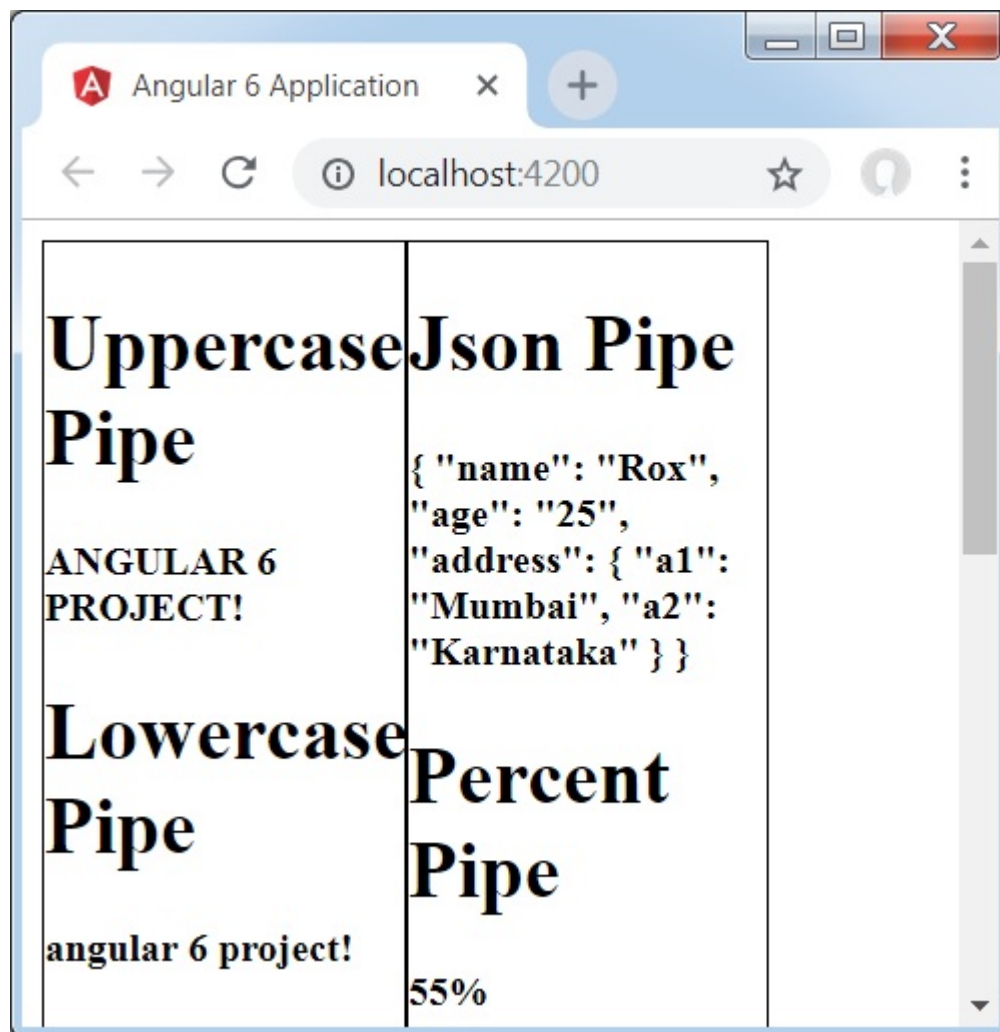 Angular 6 Application
localhost:4200
Uppercase
Pipe
ANGULAR 6
PROJECT!
Lowercase
Pipe
angular 6 project!
Json Pipe
{ "name": "Rox",
"age": "25",
"address": { "a1":
"Mumbai", "a2":
"Karnataka" } }
Percent
Pipe
55%